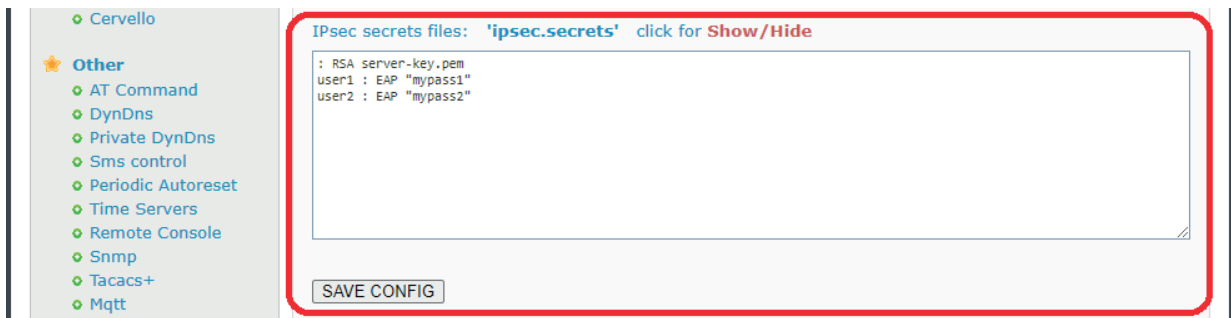 Cervello
Other
AT Command
DynDns
Private DynDns
Sms control
Periodic Autoreset
Time Servers
Remote Console
Snmp
Tacacs+
Mqtt
IPsec secrets files: 'ipsec.secrets' click for Show/Hide
: RSA server-key.pem
user1 : EAP "mypass1"
user2 : EAP "mypass2"
SAVE CONFIG